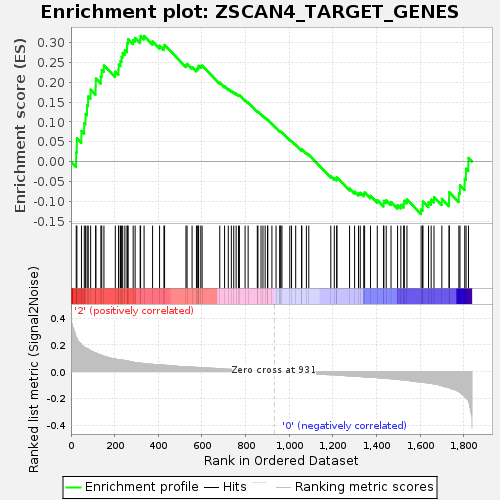 Enrichment plot: ZSCAN4_TARGET_GENES
Enrichment score (ES)
0.30
0.25
0.20
0.15
0.10
0.05
0.00
-0.05
-0.10
-0.15
'2' (positively correlated)
Ranked list metric (Signal2Noise)
0.4
0.2
0.0
-0.2
-0.4
Zero cross at 931
'0' (negatively correlated)
0
200
400
600
800
1,000
1,200
1,400
1,600
1,800
Rank in Ordered Dataset
Enrichment profile
Hits
Ranking metric scores